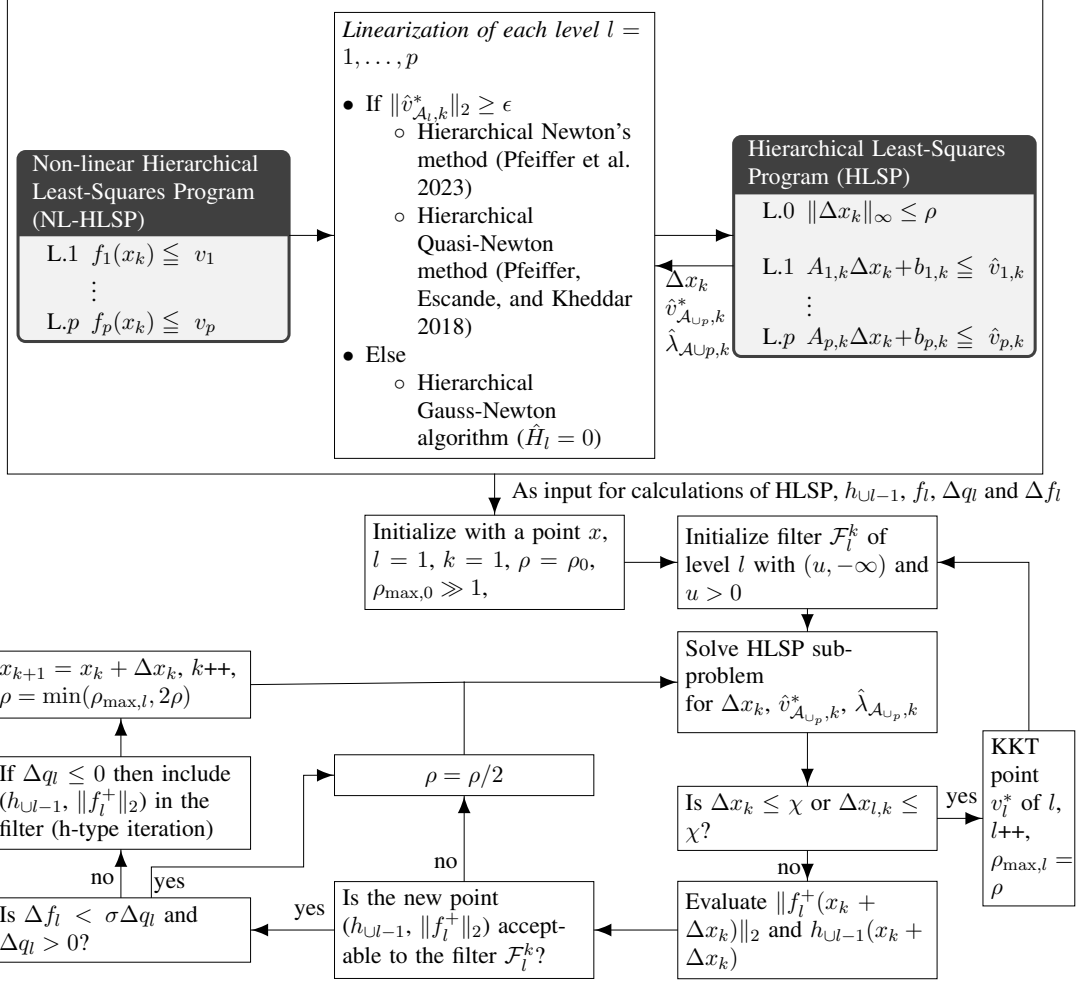 Non-linear Hierarchical
Least-Squares Program
(NL-HLSP)
L.1 f_1(x_k) ≦ v_1
⋮
L.p f_p(x_k) ≦ v_p
Linearization of each level l =
1, . . . , p
• If ‖v̂*_{𝒜_l,k}‖_2 ≥ ϵ
◦ Hierarchical Newton's
method (Pfeiffer et al.
2023)
◦ Hierarchical
Quasi-Newton
method (Pfeiffer,
Escande, and Kheddar
2018)
• Else
◦ Hierarchical
Gauss-Newton
algorithm (Ĥ_l = 0)
Δx_k
v̂*_{𝒜_{∪p},k}
λ̂_{𝒜∪p,k}
Hierarchical Least-Squares
Program (HLSP)
L.0 ‖Δx_k‖_∞ ≤ ρ
L.1 A_{1,k}Δx_k+b_{1,k} ≦ v̂_{1,k}
⋮
L.p A_{p,k}Δx_k+b_{p,k} ≦ v̂_{p,k}
As input for calculations of HLSP, h_{∪l−1}, f_l, Δq_l and Δf_l
Initialize with a point x,
l = 1, k = 1, ρ = ρ_0,
ρ_{max,0} ≫ 1,
Initialize filter ℱ_l^k of
level l with (u, −∞) and
u > 0
x_{k+1} = x_k + Δx_k, k++,
ρ = min(ρ_{max,l}, 2ρ)
Solve HLSP sub-
problem
for Δx_k, v̂*_{𝒜_{∪p},k}, λ̂_{𝒜_{∪p},k}
If Δq_l ≤ 0 then include
(h_{∪l−1}, ‖f_l^+‖_2) in the
filter (h-type iteration)
ρ = ρ/2
Is Δx_k ≤ χ or Δx_{l,k} ≤
χ?
yes
KKT
point
v_l^* of l,
l++,
ρ_{max,l} =
ρ
no
yes
no
no
Is Δf_l < σΔq_l and
Δq_l > 0?
yes
Is the new point
(h_{∪l−1}, ‖f_l^+‖_2) accept-
able to the filter ℱ_l^k?
Evaluate ‖f_l^+(x_k +
Δx_k)‖_2 and h_{∪l−1}(x_k +
Δx_k)